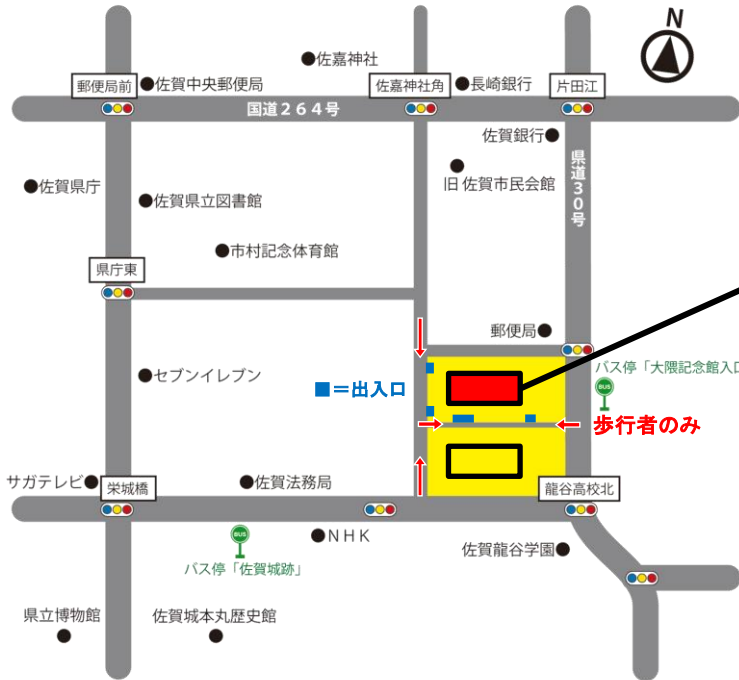 N
佐嘉神社
郵便局前
佐賀中央郵便局
佐嘉神社角
長崎銀行
片田江
国道264号
佐賀銀行
県道30号
旧 佐賀市民会館
佐賀県庁
佐賀県立図書館
市村記念体育館
県庁東
郵便局
セブンイレブン
バス停「大隈記念館入口
■=出入口
BUS
歩行者のみ
サガテレビ
栄城橋
佐賀法務局
龍谷高校北
BUS
NHK
佐賀龍谷学園
バス停「佐賀城跡」
県立博物館
佐賀城本丸歴史館